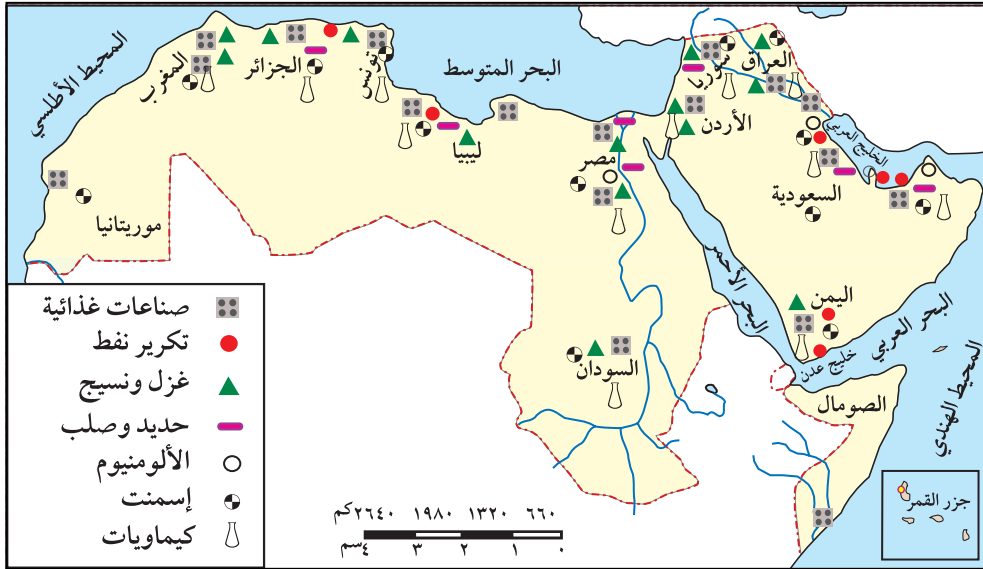 المحيط الأطلسي
البحر المتوسط
المغرب
الجزائر
تونس
ليبيا
مصر
سوريا
العراق
الأردن
الخليج العربي
السعودية
موريتانيا
البحر الأحمر
اليمن
خليج عدن
البحر العربي
المحيط الهندي
السودان
الصومال
جزر القمر
صناعات غذائية
تكرير نفط
غزل ونسيج
حديد وصلب
الألومنيوم
إسمنت
كيماويات
٦٦٠ ١٣٢٠ ١٩٨٠ ٢٦٤٠كم
٠ ١ ٢ ٣ ٤سم